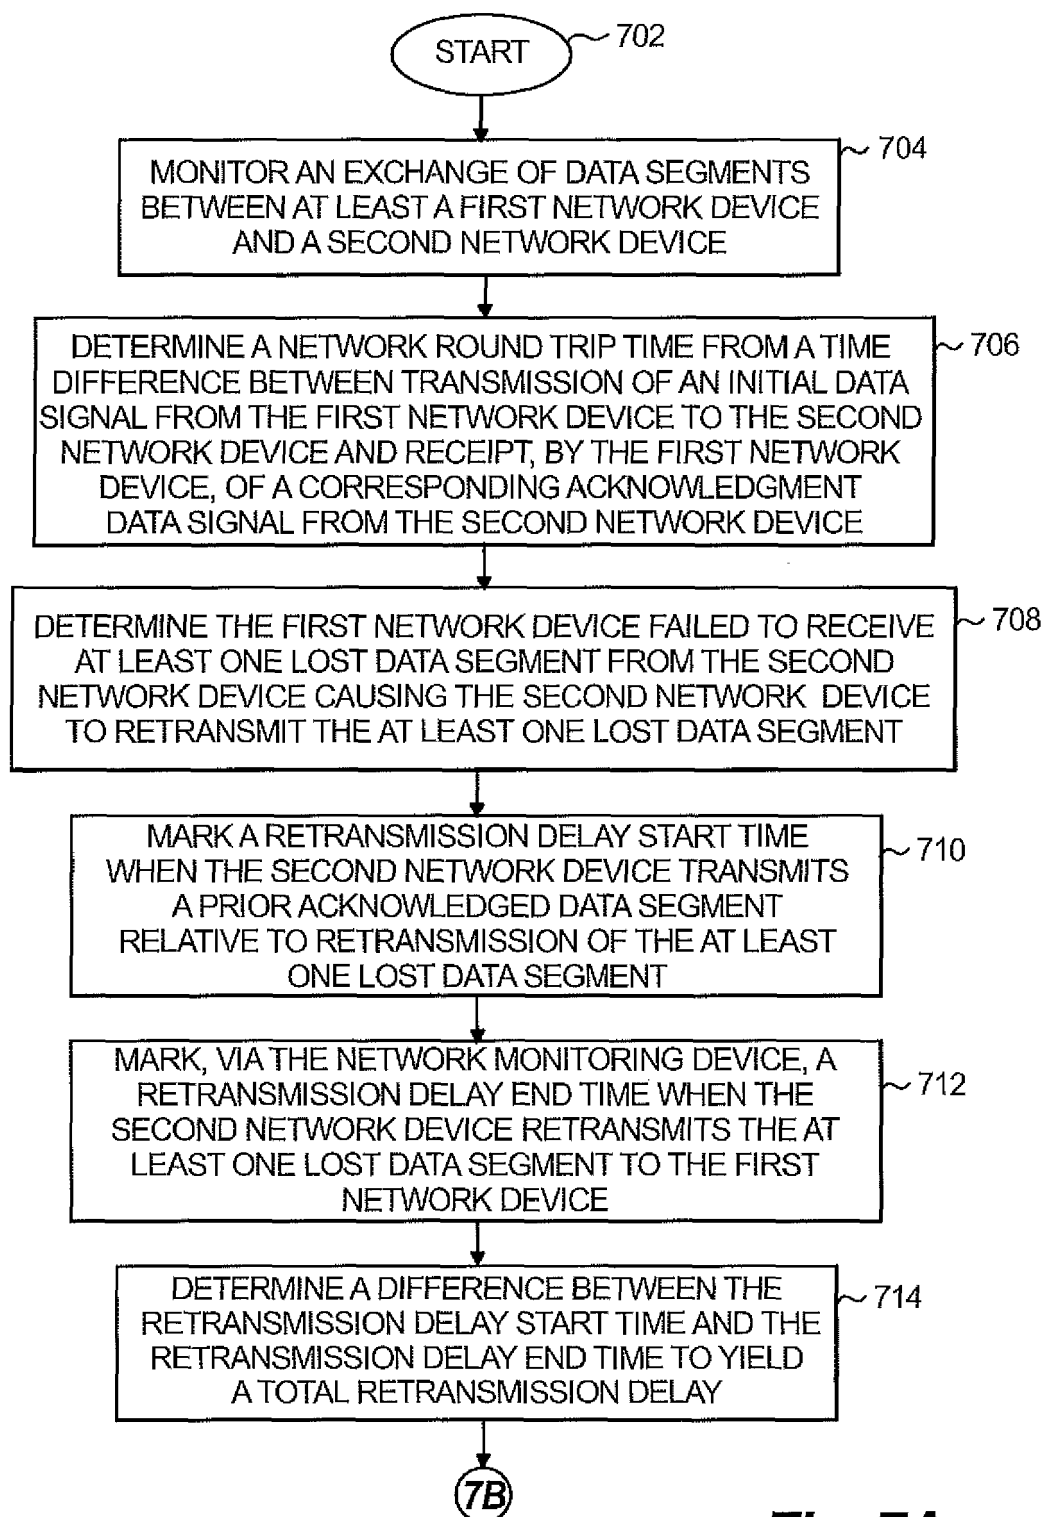 START
702
MONITOR AN EXCHANGE OF DATA SEGMENTS
BETWEEN AT LEAST A FIRST NETWORK DEVICE
AND A SECOND NETWORK DEVICE
704
DETERMINE A NETWORK ROUND TRIP TIME FROM A TIME
DIFFERENCE BETWEEN TRANSMISSION OF AN INITIAL DATA
SIGNAL FROM THE FIRST NETWORK DEVICE TO THE SECOND
NETWORK DEVICE AND RECEIPT, BY THE FIRST NETWORK
DEVICE, OF A CORRESPONDING ACKNOWLEDGMENT
DATA SIGNAL FROM THE SECOND NETWORK DEVICE
706
DETERMINE THE FIRST NETWORK DEVICE FAILED TO RECEIVE
AT LEAST ONE LOST DATA SEGMENT FROM THE SECOND
NETWORK DEVICE CAUSING THE SECOND NETWORK DEVICE
TO RETRANSMIT THE AT LEAST ONE LOST DATA SEGMENT
708
MARK A RETRANSMISSION DELAY START TIME
WHEN THE SECOND NETWORK DEVICE TRANSMITS
A PRIOR ACKNOWLEDGED DATA SEGMENT
RELATIVE TO RETRANSMISSION OF THE AT LEAST
ONE LOST DATA SEGMENT
710
MARK, VIA THE NETWORK MONITORING DEVICE, A
RETRANSMISSION DELAY END TIME WHEN THE
SECOND NETWORK DEVICE RETRANSMITS THE AT
LEAST ONE LOST DATA SEGMENT TO THE FIRST
NETWORK DEVICE
712
DETERMINE A DIFFERENCE BETWEEN THE
RETRANSMISSION DELAY START TIME AND THE
RETRANSMISSION DELAY END TIME TO YIELD
A TOTAL RETRANSMISSION DELAY
714
7B